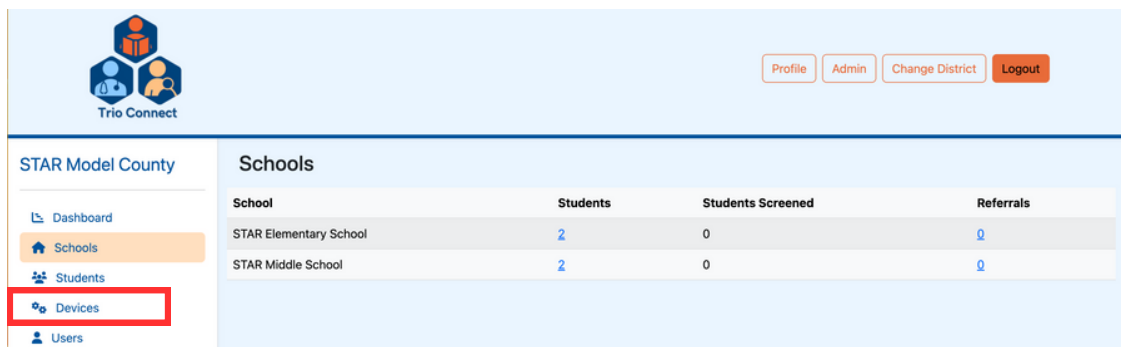 Trio Connect
Profile Admin Change District Logout
STAR Model County
Dashboard
Schools
Students
Devices
Users
Schools
School Students Students Screened Referrals
STAR Elementary School 2 0 0
STAR Middle School 2 0 0